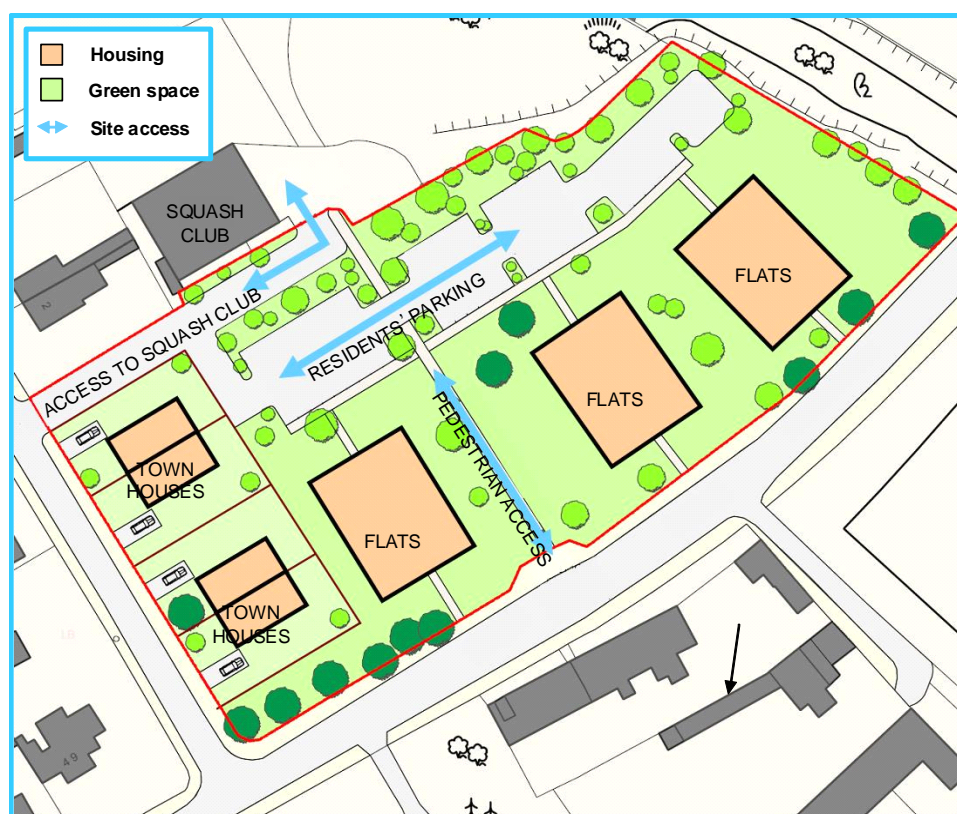 Housing
Green space
Site access
SQUASH
CLUB
2
ACCESS TO SQUASH CLUB
RESIDENTS' PARKING
FLATS
FLATS
PEDESTRIAN ACCESS
TOWN
HOUSES
FLATS
TOWN
HOUSES
18
49